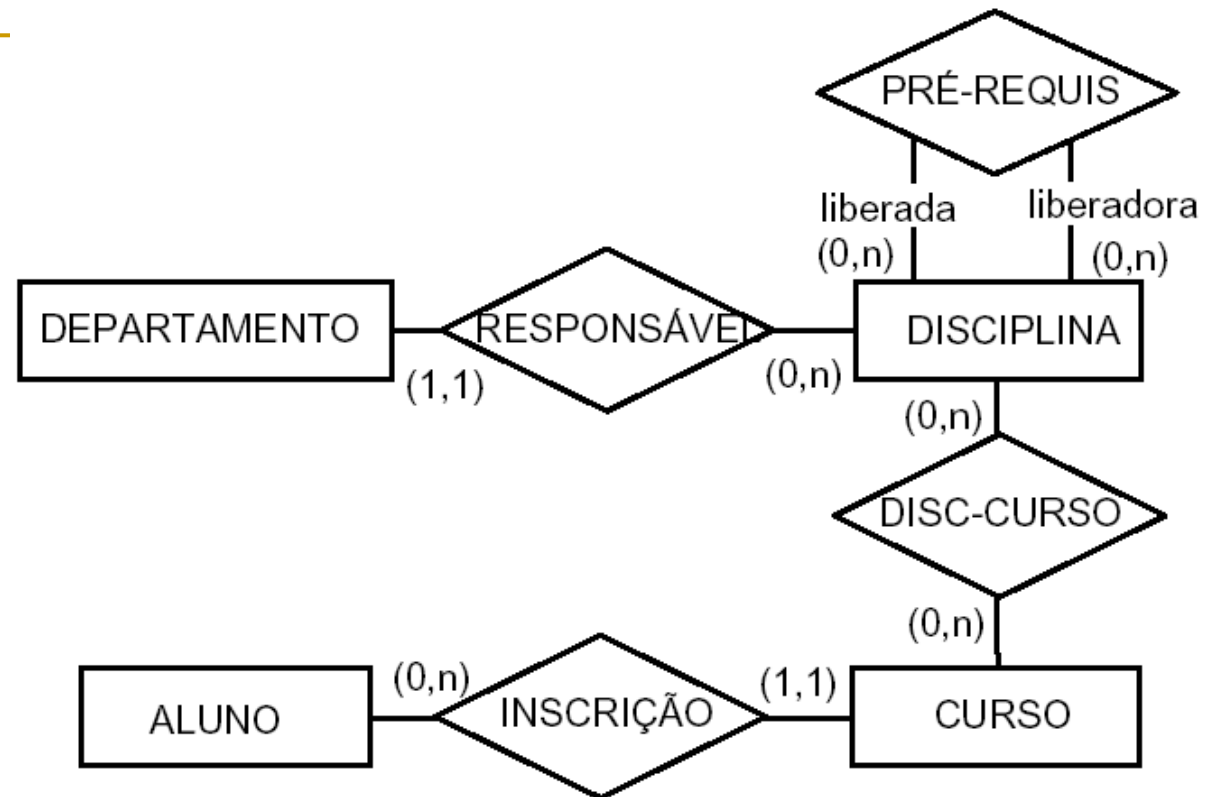 PRÉ-REQUIS
liberada
liberadora
(0,n)
(0,n)
DEPARTAMENTO
RESPONSÁVEL
DISCIPLINA
(1,1)
(0,n)
(0,n)
DISC-CURSO
(0,n)
(0,n)
(1,1)
ALUNO
INSCRIÇÃO
CURSO